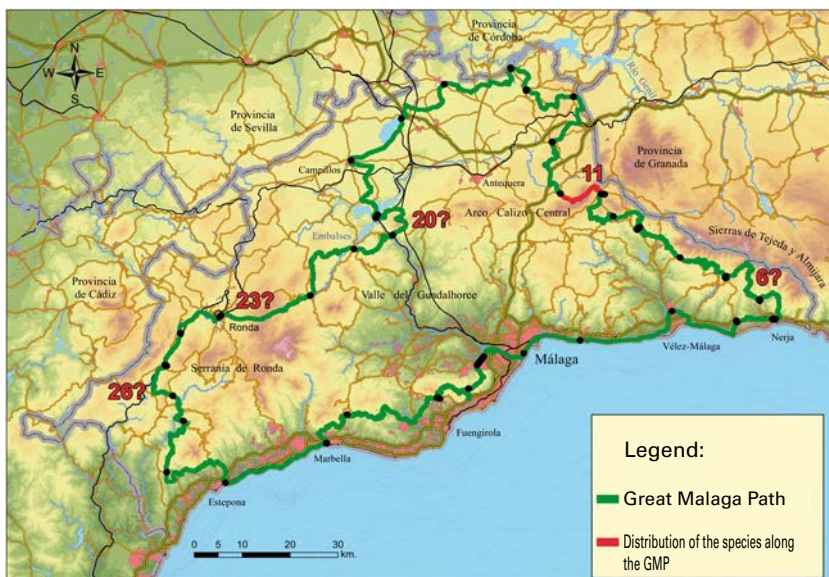 Provincia
de Córdoba
N
W E
S
Río Genil
Provincia
de Sevilla
Provincia
de Granada
Campillos
11
Antequera
Arco Calizo Central
20?
Embalses
Sierras de Tejeda y Almijara
Provincia
de Cádiz
23?
6?
Valle del Guadalhorce
Ronda
Nerja
Vélez-Málaga
Málaga
Serranía de Ronda
26?
Fuengirola
Marbella
Estepona
0 5 10 20 30
km.
Legend:
Great Malaga Path
Distribution of the species along
the GMP